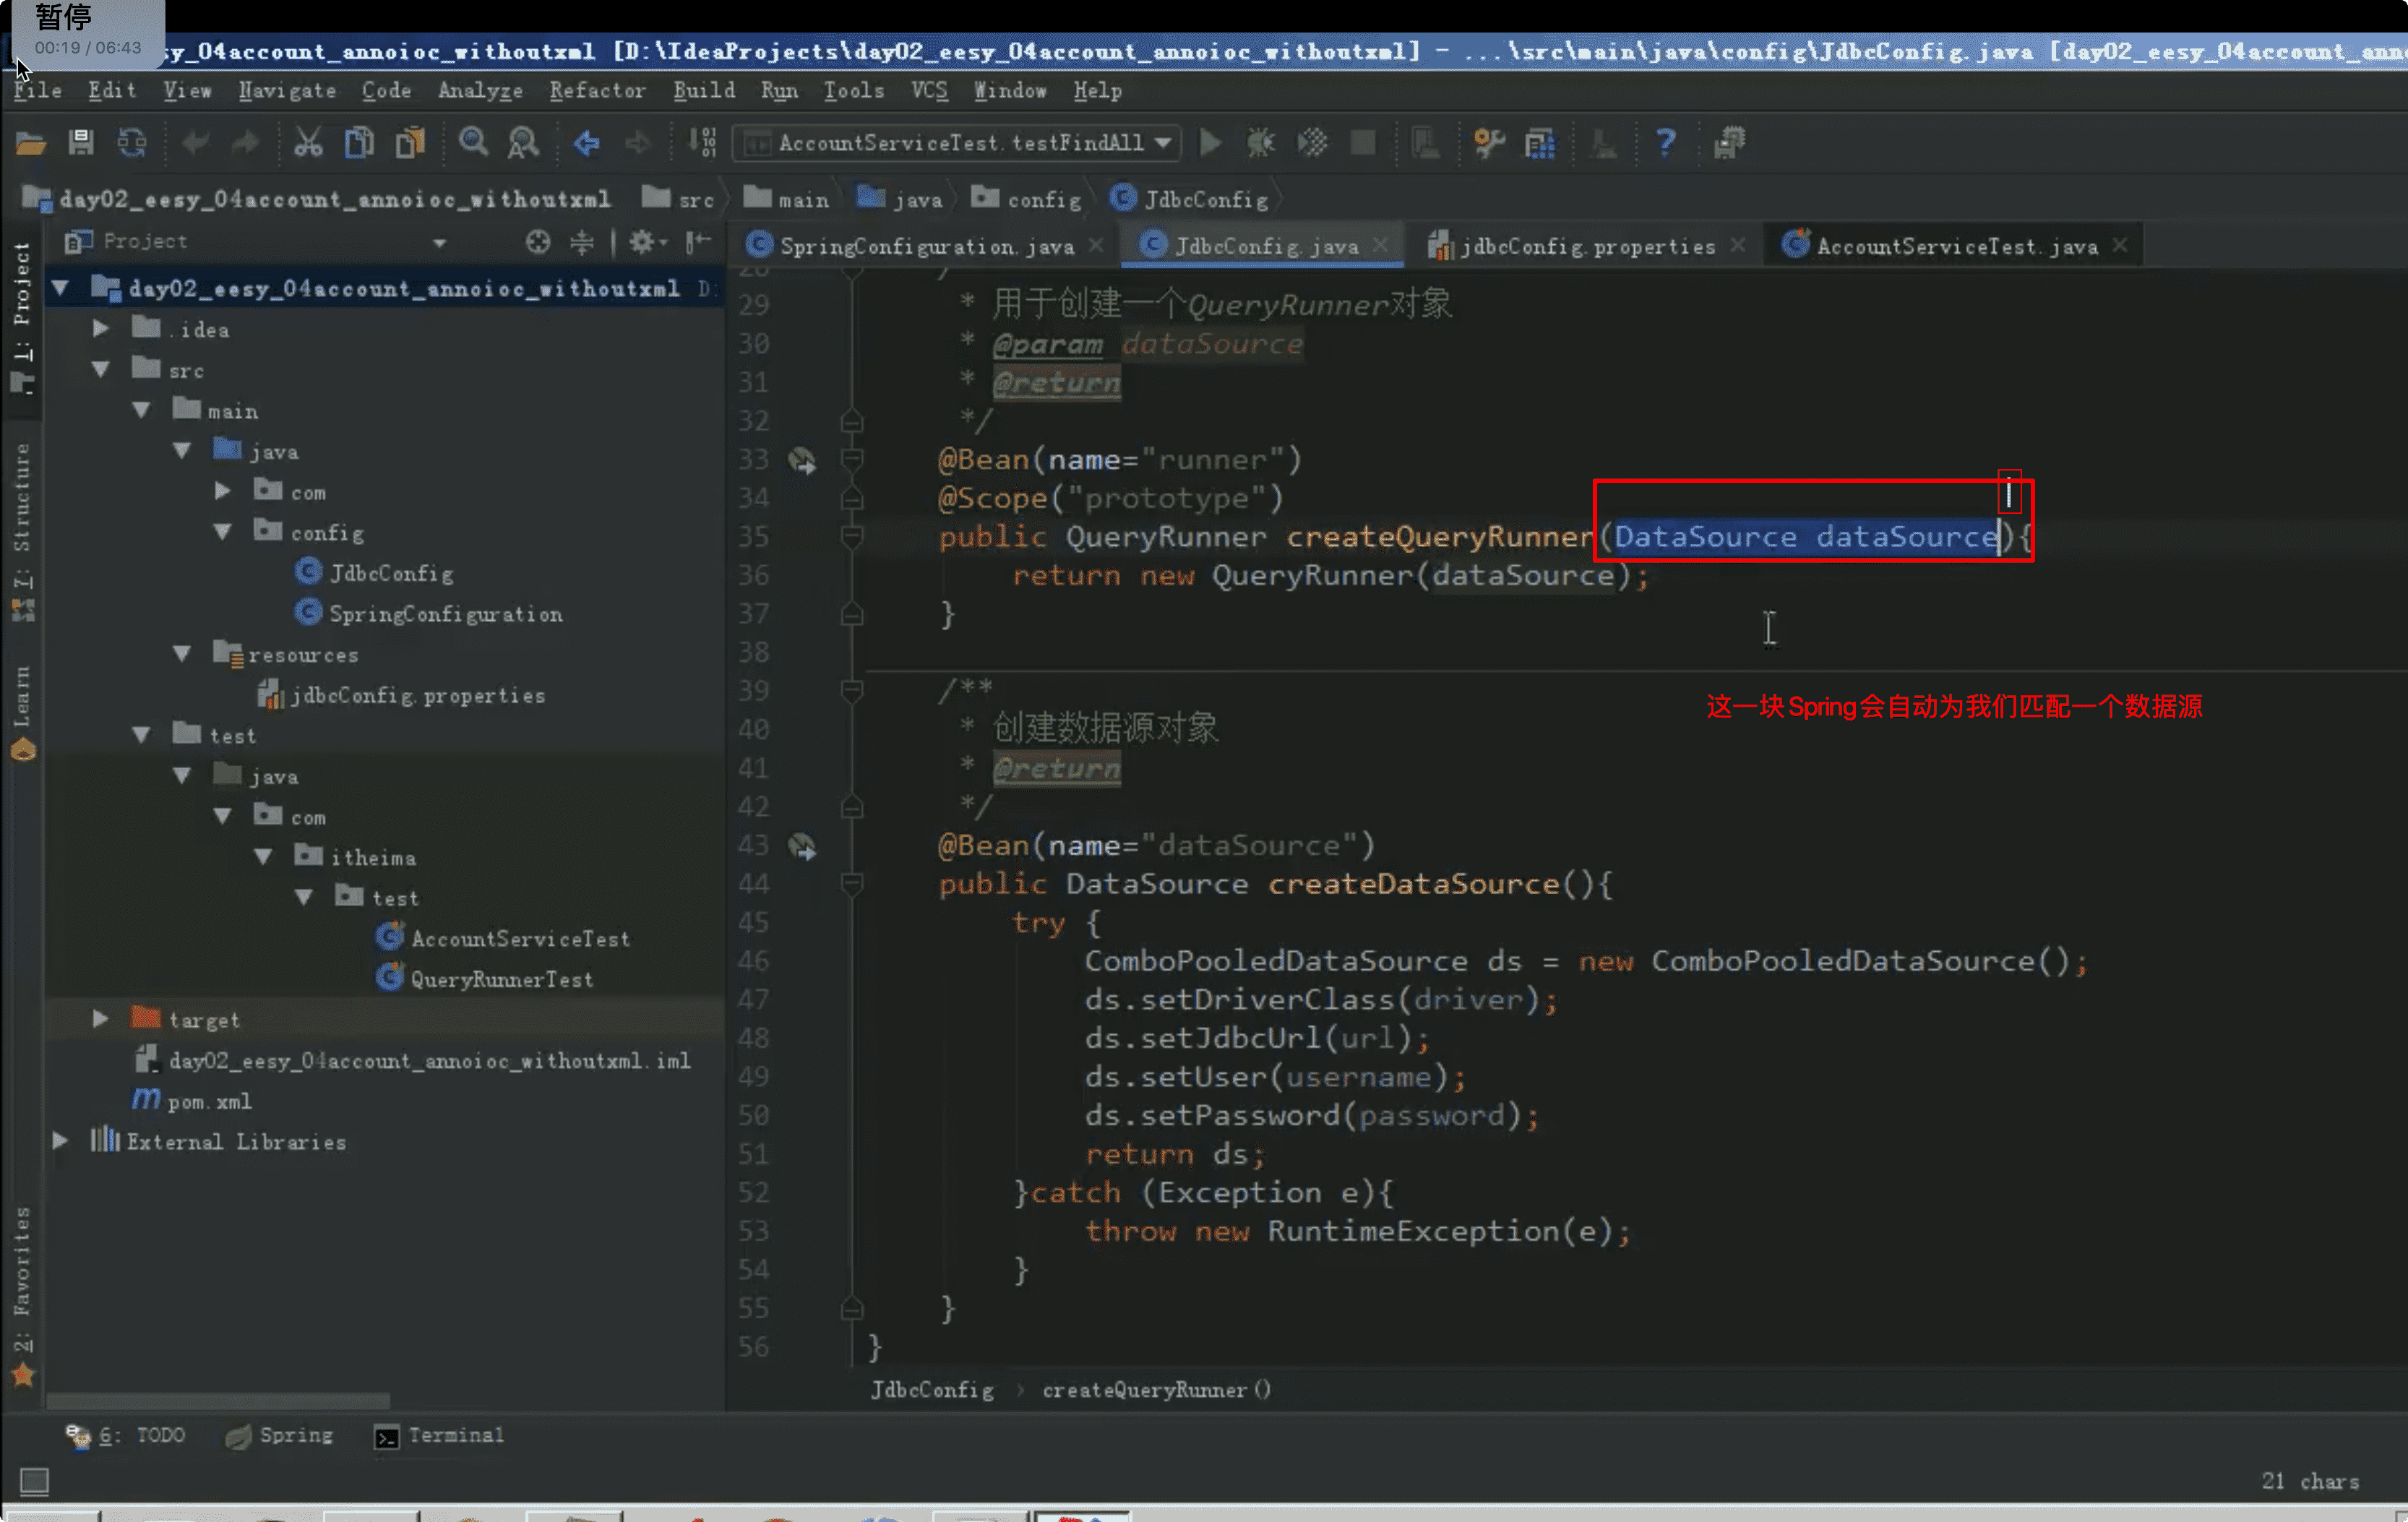 暂停
00:19 / 06:43
sy_04account_annoioc_withoutxml [D:\IdeaProjects\day02_eesy_04account_annoioc_withoutxml] - ...\src\main\java\config\JdbcConfig.java [day02_eesy_04account_anno
File Edit View Navigate Code Analyze Refactor Build Run Tools VCS Window Help
AccountServiceTest.testFindAll
day02_eesy_04account_annoioc_withoutxml src main java config JdbcConfig
Project
SpringConfiguration.java JdbcConfig.java jdbcConfig.properties AccountServiceTest.java
1: Project
7: Structure
Learn
2: Favorites
day02_eesy_04account_annoioc_withoutxml D:
.idea
src
main
java
com
config
JdbcConfig
SpringConfiguration
resources
jdbcConfig.properties
test
java
com
itheima
test
AccountServiceTest
QueryRunnerTest
target
day02_eesy_04account_annoioc_withoutxml.iml
pom.xml
External Libraries
28 /
29 * 用于创建一个QueryRunner对象
30 * @param dataSource
31 * @return
32 */
33 @Bean(name="runner")
34 @Scope("prototype")
35 public QueryRunner createQueryRunner(DataSource dataSource){
36 return new QueryRunner(dataSource);
37 }
38
39 /**
这一块Spring会自动为我们匹配一个数据源
40 * 创建数据源对象
41 * @return
42 */
43 @Bean(name="dataSource")
44 public DataSource createDataSource(){
45 try {
46 ComboPooledDataSource ds = new ComboPooledDataSource();
47 ds.setDriverClass(driver);
48 ds.setJdbcUrl(url);
49 ds.setUser(username);
50 ds.setPassword(password);
51 return ds;
52 }catch (Exception e){
53 throw new RuntimeException(e);
54 }
55 }
56 }
JdbcConfig › createQueryRunner()
6: TODO Spring Terminal
21 chars